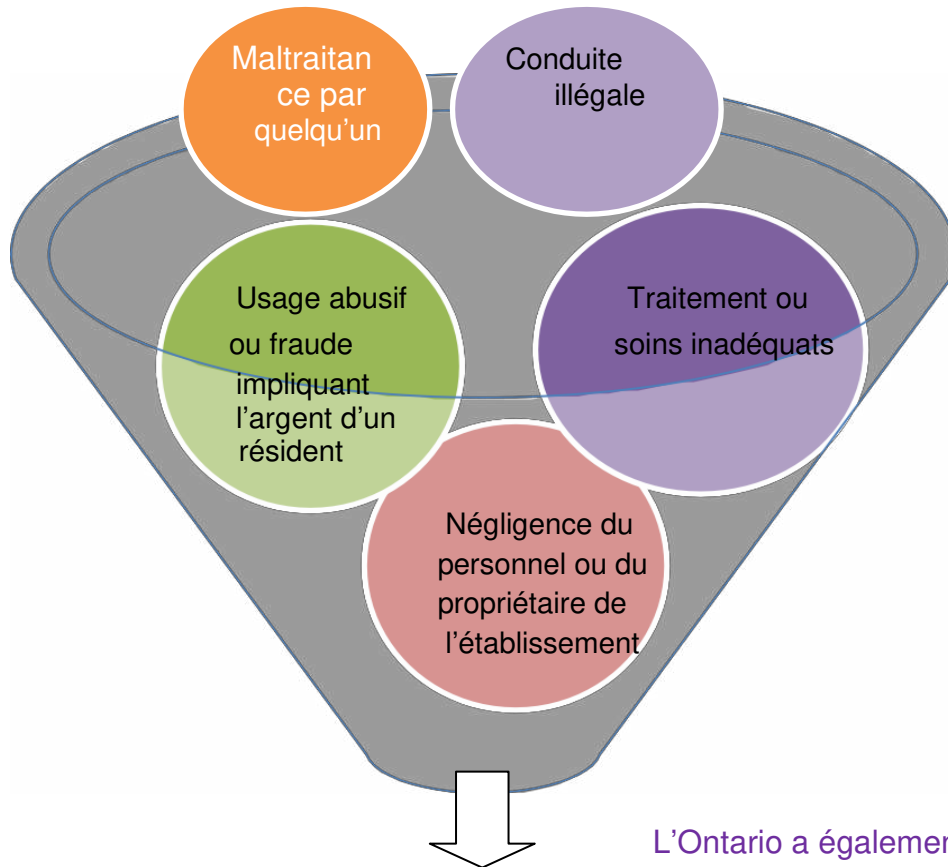 Maltraitan
ce par
quelqu'un
Conduite
illégale
Usage abusif
ou fraude
impliquant
l'argent d'un
résident
Traitement ou
soins inadéquats
Négligence du
personnel ou du
propriétaire de
l'établissement
L'Ontario a égalemen